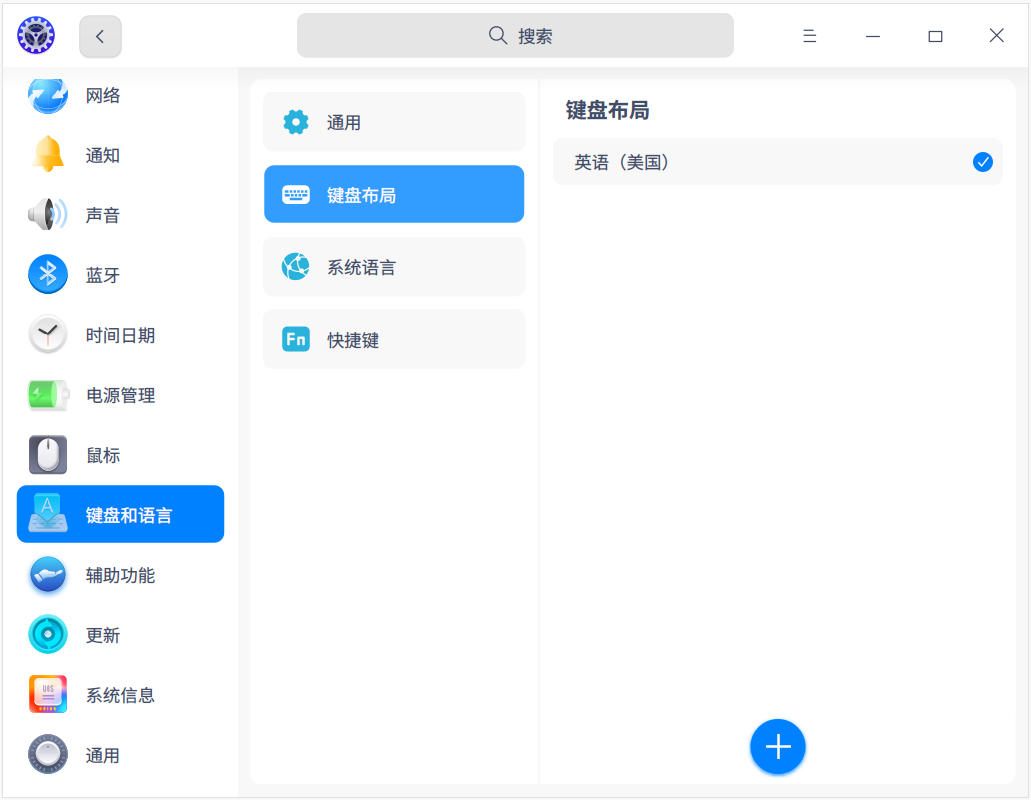 搜索
网络
通知
声音
蓝牙
时间日期
电源管理
鼠标
键盘和语言
辅助功能
更新
UOS
系统信息
通用
通用
键盘布局
系统语言
Fn
快捷键
键盘布局
英语（美国）